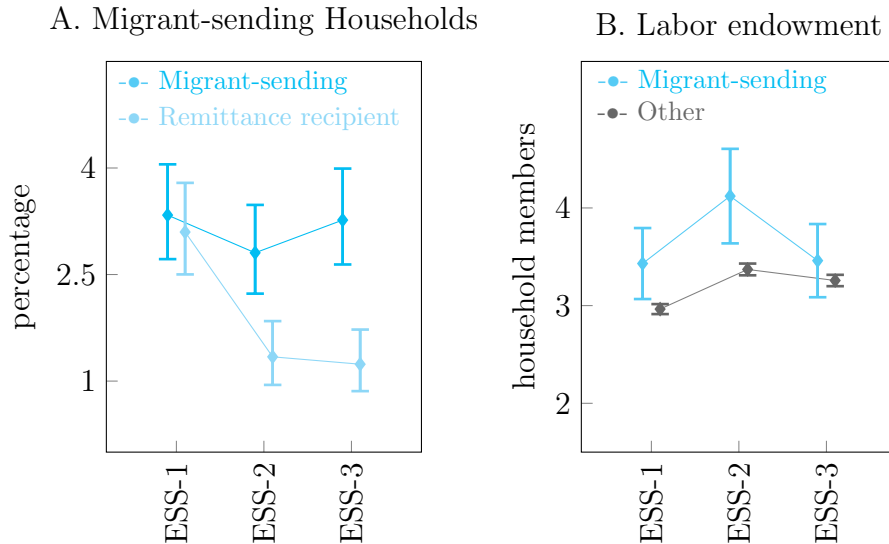 A. Migrant-sending Households
Migrant-sending
Remittance recipient
percentage
4
2.5
1
ESS-1
ESS-2
ESS-3
B. Labor endowment
Migrant-sending
Other
household members
4
3
2
ESS-1
ESS-2
ESS-3